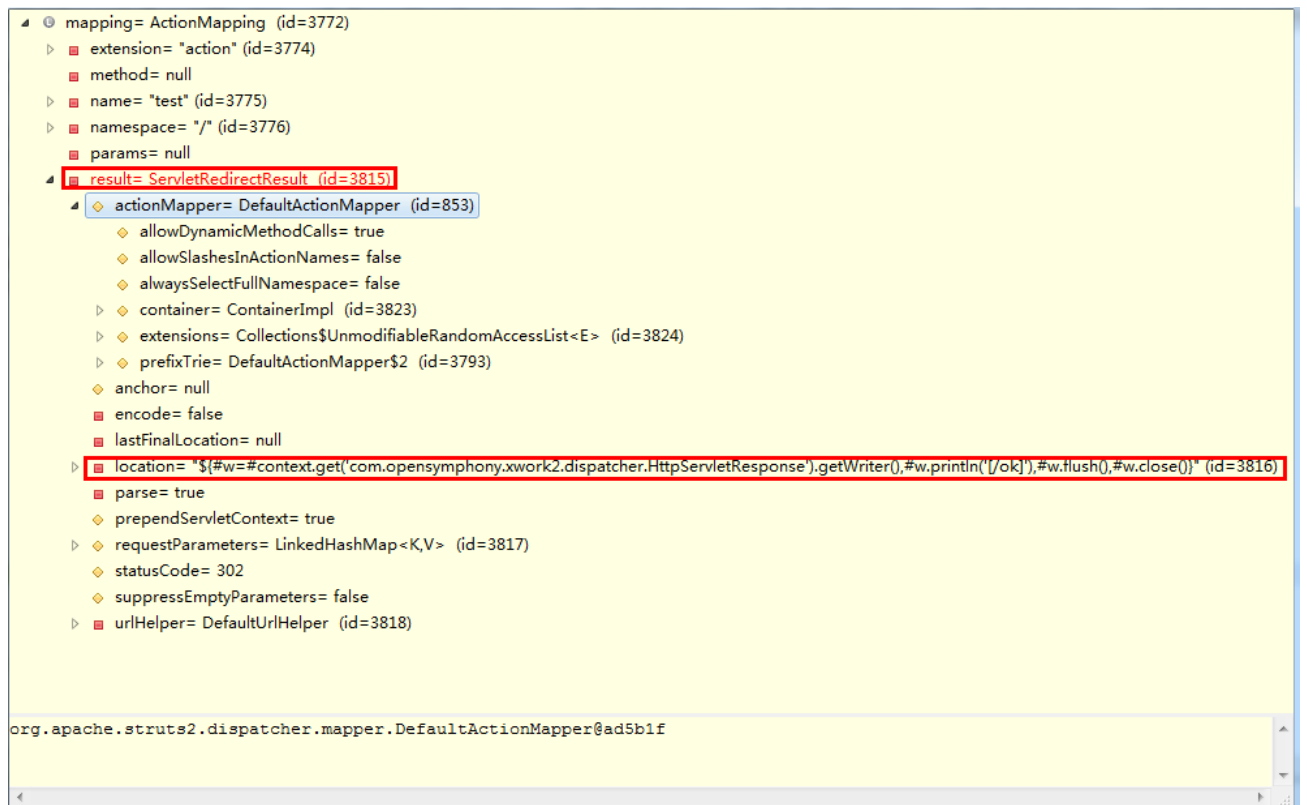 mapping= ActionMapping (id=3772)
extension= "action" (id=3774)
method= null
name= "test" (id=3775)
namespace= "/" (id=3776)
params= null
result= ServletRedirectResult (id=3815)
actionMapper= DefaultActionMapper (id=853)
allowDynamicMethodCalls= true
allowSlashesInActionNames= false
alwaysSelectFullNamespace= false
container= ContainerImpl (id=3823)
extensions= Collections$UnmodifiableRandomAccessList<E> (id=3824)
prefixTrie= DefaultActionMapper$2 (id=3793)
anchor= null
encode= false
lastFinalLocation= null
location= "${#w=#context.get('com.opensymphony.xwork2.dispatcher.HttpServletResponse').getWriter(),#w.println('[/ok]'),#w.flush(),#w.close()}" (id=3816)
parse= true
prependServletContext= true
requestParameters= LinkedHashMap<K,V> (id=3817)
statusCode= 302
suppressEmptyParameters= false
urlHelper= DefaultUrlHelper (id=3818)
org.apache.struts2.dispatcher.mapper.DefaultActionMapper@ad5b1f